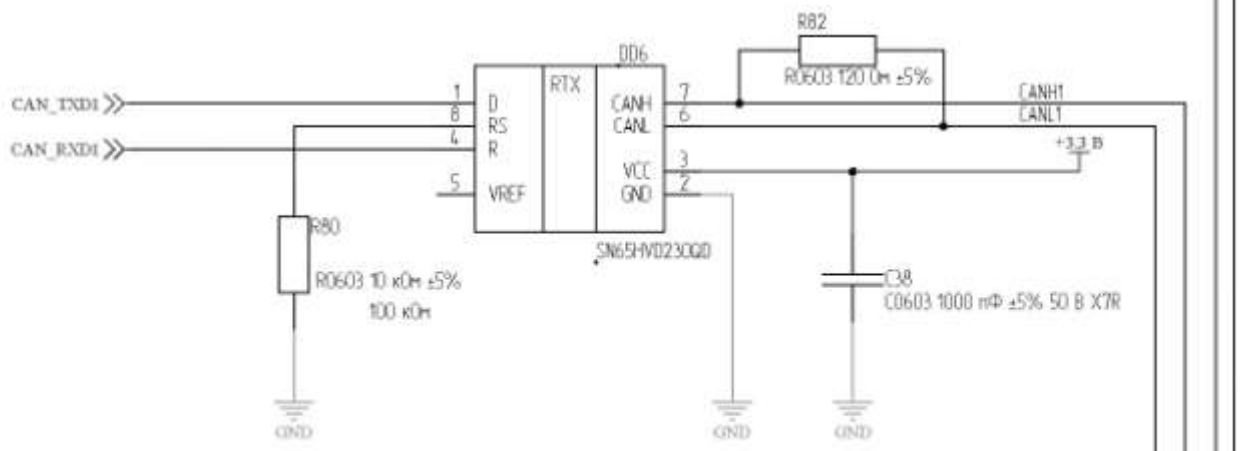 R82
DD6
R0603 120 Ом ±5%
CAN_TXD1
1
D
RTX
CANH
7
CANH1
8
RS
CANL
6
CANL1
CAN_RXD1
4
R
+3.3 В
VCC
3
5
VREF
GND
2
R80
SN65HVD230QD
R0603 10 кОм ±5%
100 кОм
C38
C0603 1000 пФ ±5% 50 В X7R
GND
GND
GND